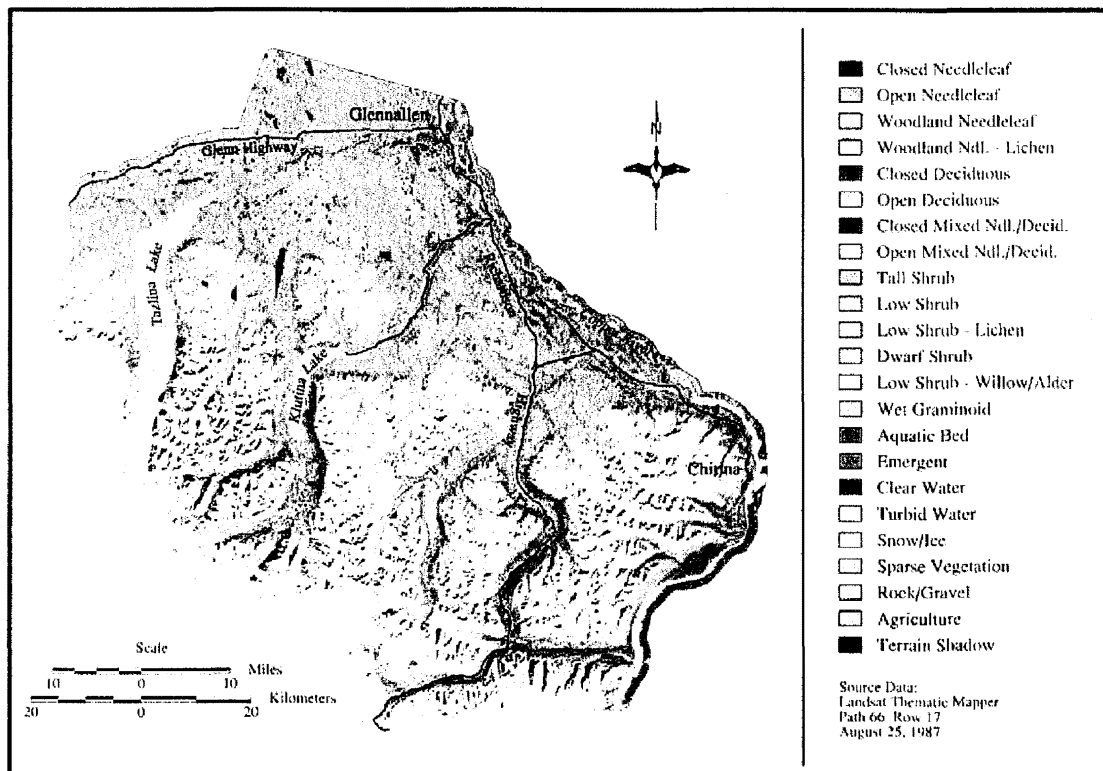 Glennallen
Glenn Highway
Tazlina Lake
Klutina Lake
Richardson
Highway
Chitina
N
Scale
10 0 10 Miles
20 0 20 Kilometers
Closed Needleleaf
Open Needleleaf
Woodland Needleleaf
Woodland Ndl. - Lichen
Closed Deciduous
Open Deciduous
Closed Mixed Ndl./Decid.
Open Mixed Ndl./Decid.
Tall Shrub
Low Shrub
Low Shrub - Lichen
Dwarf Shrub
Low Shrub - Willow/Alder
Wet Graminoid
Aquatic Bed
Emergent
Clear Water
Turbid Water
Snow/Ice
Sparse Vegetation
Rock/Gravel
Agriculture
Terrain Shadow
Source Data:
Landsat Thematic Mapper
Path 66 Row 17
August 25, 1987